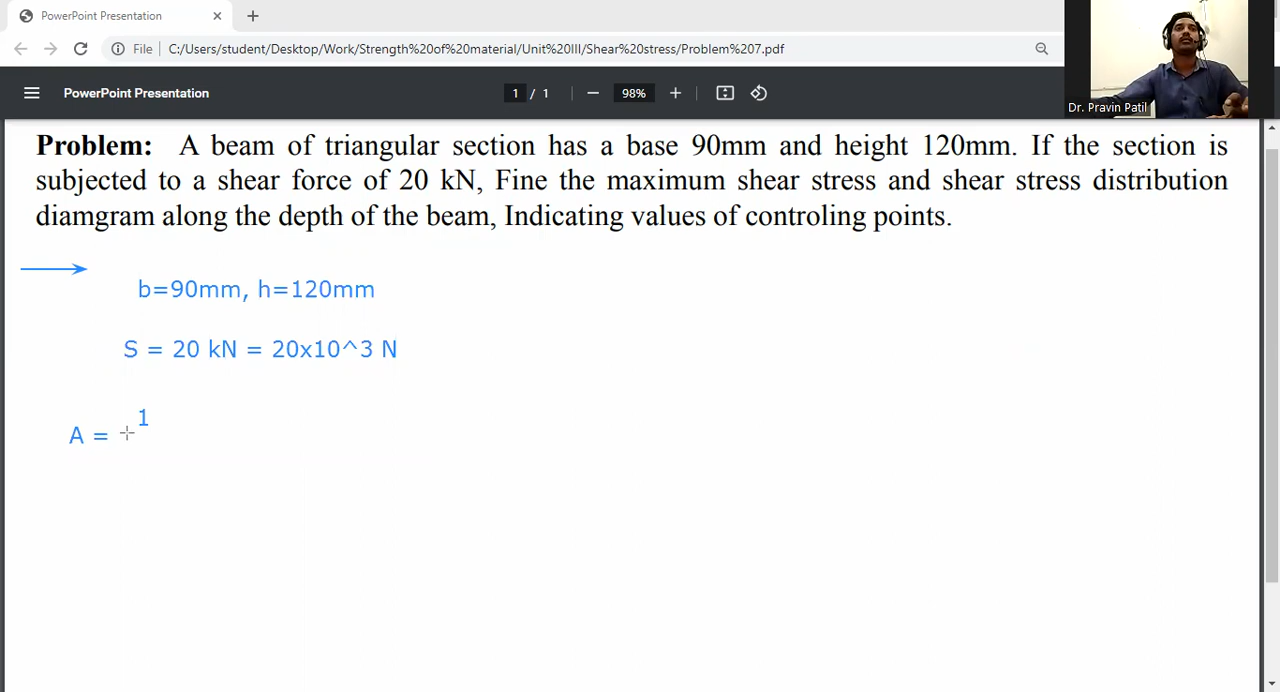 PowerPoint Presentation
File
C:/Users/student/Desktop/Work/Strength%20of%20material/Unit%20III/Shear%20stress/Problem%207.pdf
PowerPoint Presentation
1 / 1
98%
Dr. Pravin Patil
Problem: A beam of triangular section has a base 90mm and height 120mm. If the section is
subjected to a shear force of 20 kN, Fine the maximum shear stress and shear stress distribution
diamgram along the depth of the beam, Indicating values of controling points.
b=90mm, h=120mm
S = 20 kN = 20x10^3 N
1
A =